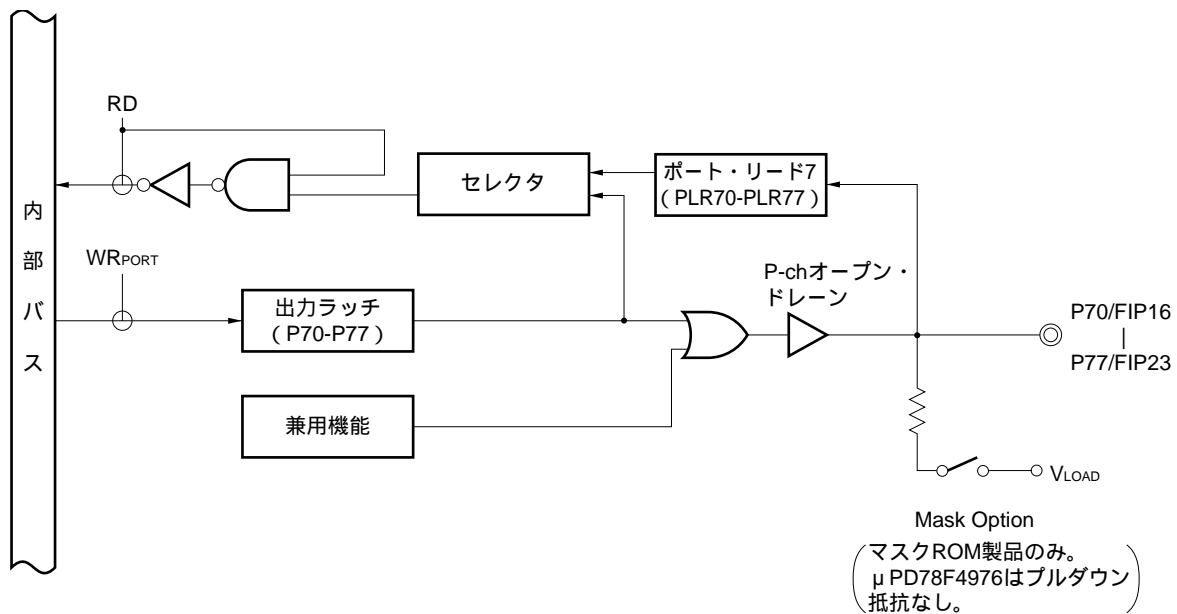 RD
セレクタ
ポート・リード7
(PLR70-PLR77)
内部バス
WRPORT
出力ラッチ
(P70-P77)
P-chオープン・
ドレーン
P70/FIP16
|
P77/FIP23
兼用機能
VLOAD
Mask Option
(マスクROM製品のみ。
μPD78F4976はプルダウン
抵抗なし。)